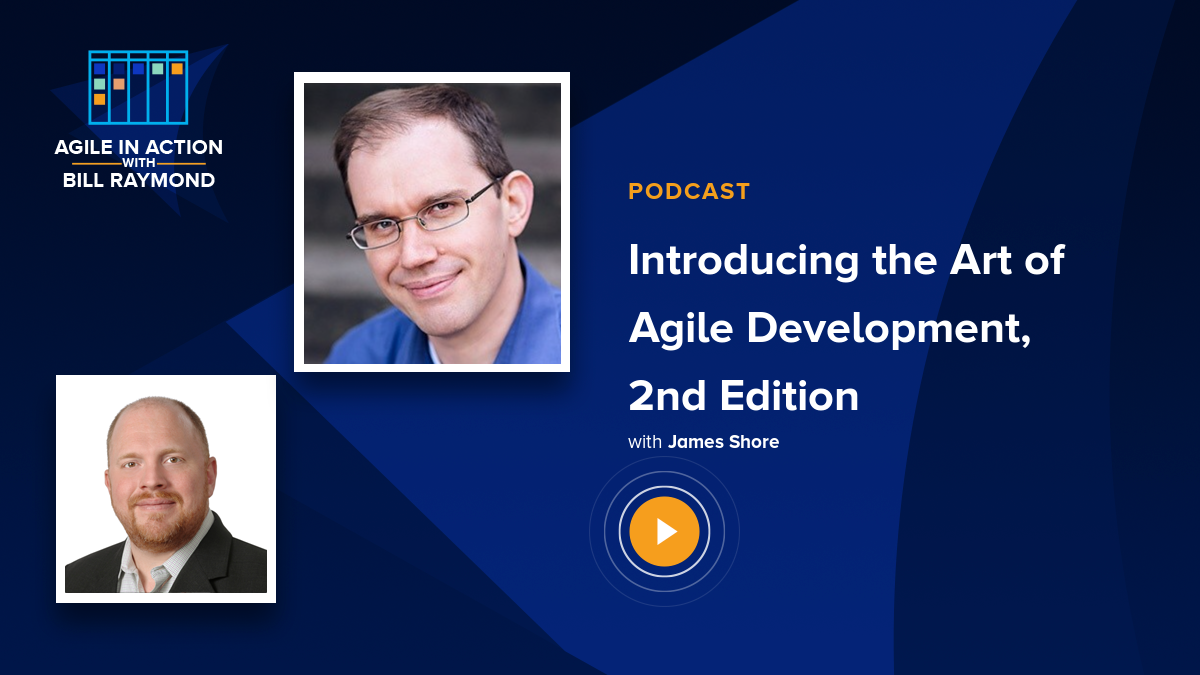 AGILE IN ACTION
WITH
BILL RAYMOND
PODCAST
Introducing the Art of
Agile Development,
2nd Edition
with James Shore